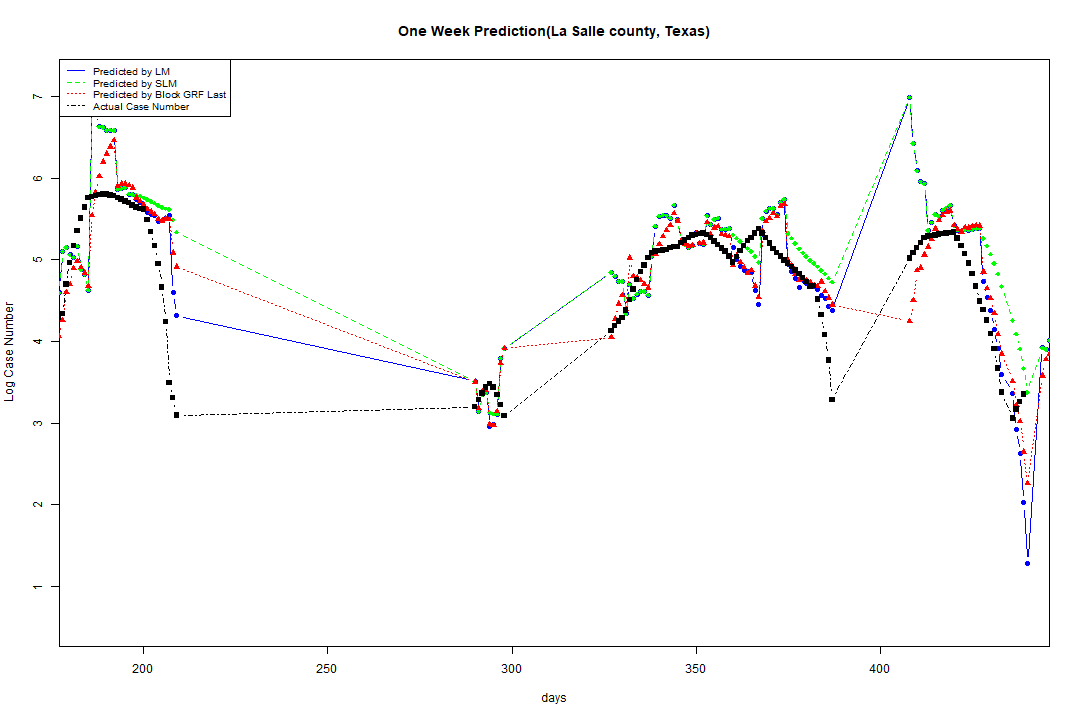 One Week Prediction(La Salle county, Texas)
Predicted by LM
Predicted by SLM
Predicted by Block GRF Last
Actual Case Number
Log Case Number
7
6
5
4
3
2
1
200
250
300
350
400
days